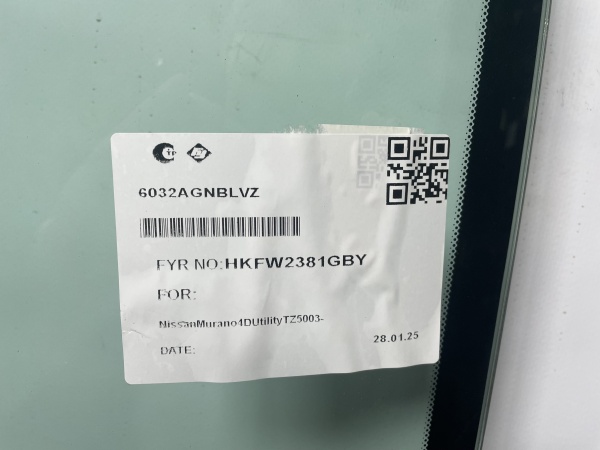 6032AGNBLVZ
FYR NO:HKFW2381GBY
FOR:
NissanMurano4DUtilityTZ5003-
DATE: 28.01.25